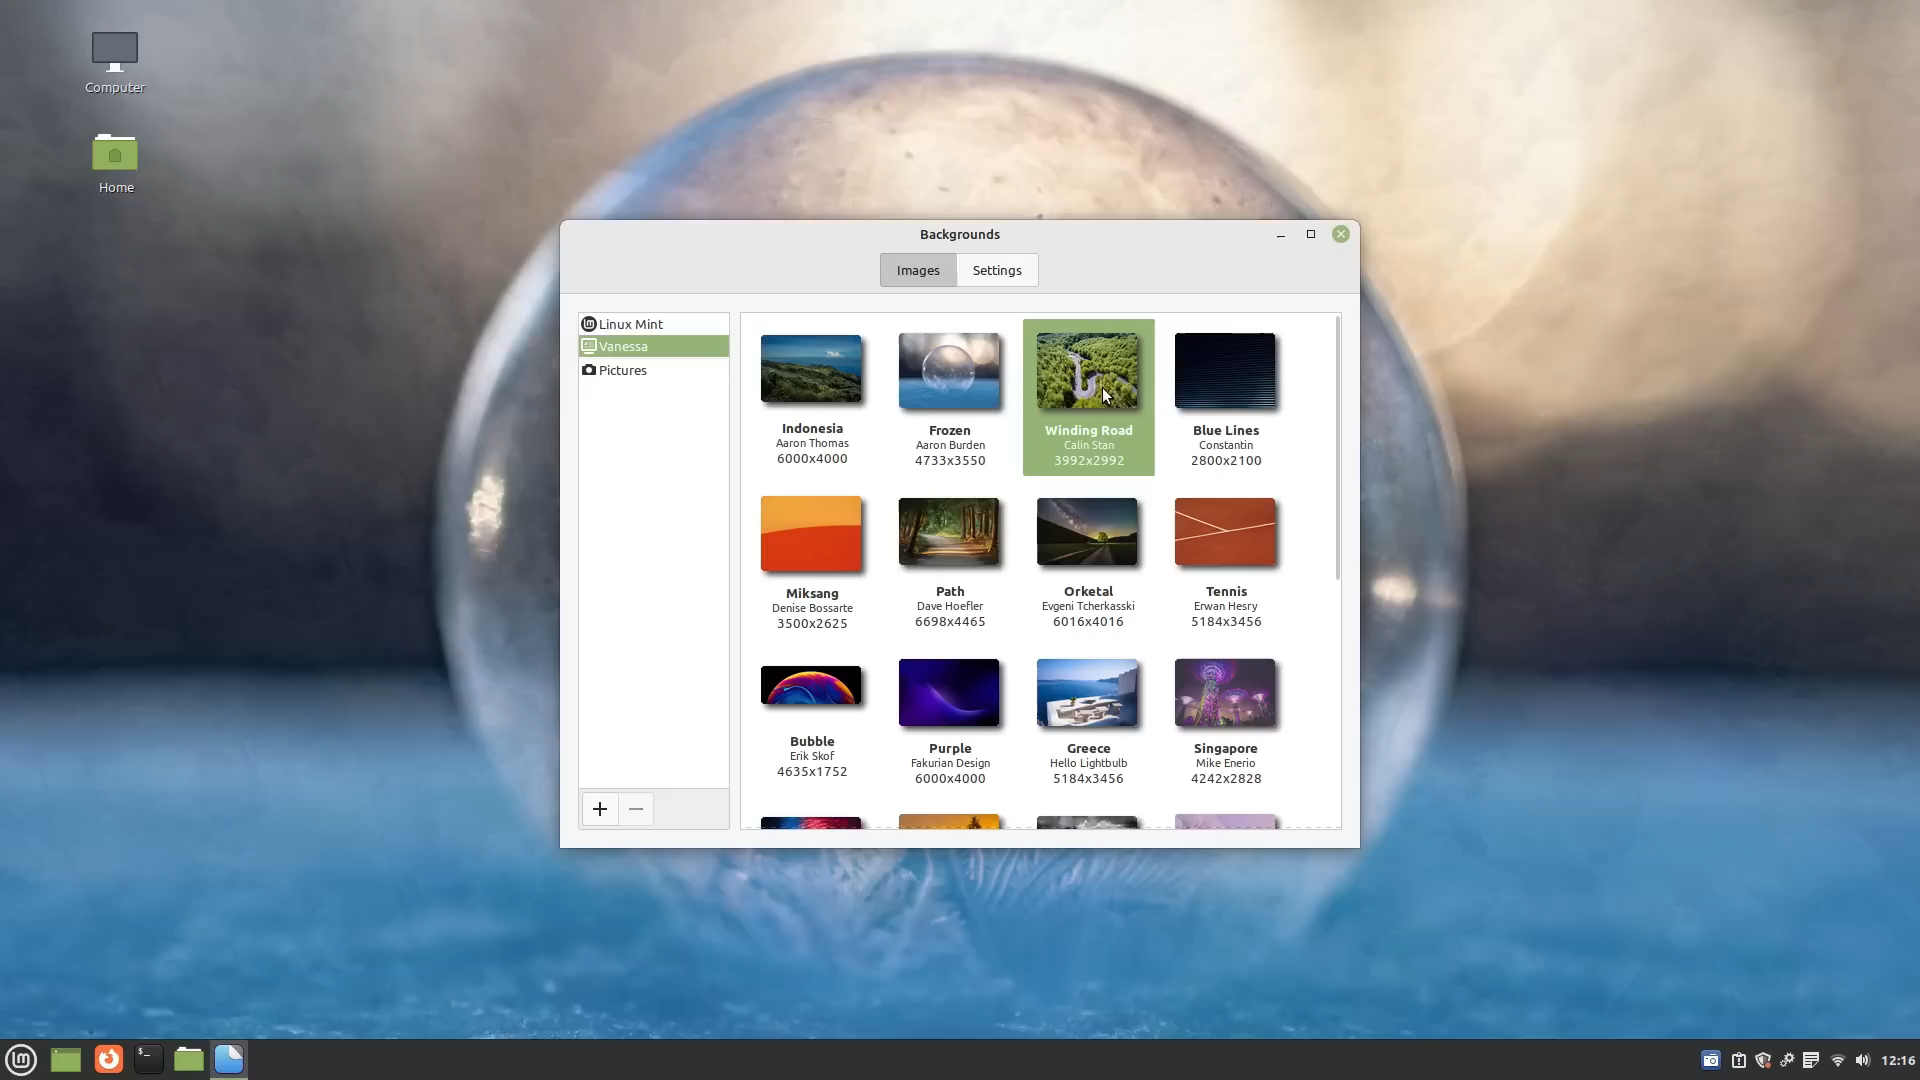 Computer
Home
Backgrounds
Images
Settings
Linux Mint
Vanessa
Pictures
Indonesia
Aaron Thomas
6000x4000
Frozen
Aaron Burden
4733x3550
Winding Road
Calin Stan
3992x2992
Blue Lines
Constantin
2800x2100
Miksang
Denise Bossarte
3500x2625
Path
Dave Hoefler
6698x4465
Orketal
Evgeni Tcherkasski
6016x4016
Tennis
Erwan Hesry
5184x3456
Bubble
Erik Skof
4635x1752
Purple
Fakurian Design
6000x4000
Greece
Hello Lightbulb
5184x3456
Singapore
Mike Enerio
4242x2828
12:16